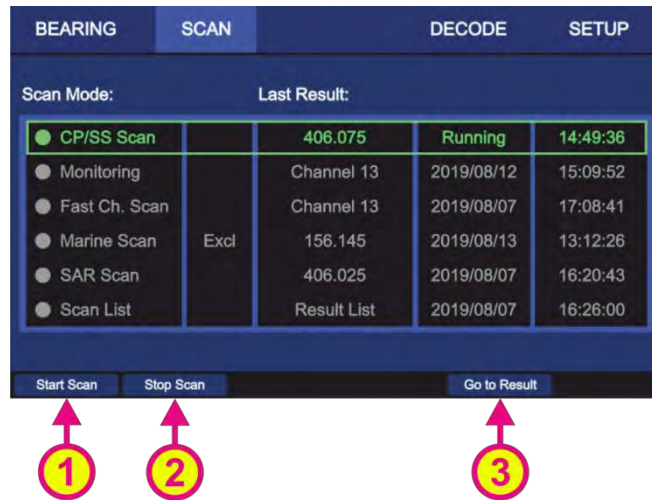 BEARING SCAN DECODE SETUP
Scan Mode: Last Result:
CP/SS Scan 406.075 Running 14:49:36
Monitoring Channel 13 2019/08/12 15:09:52
Fast Ch. Scan Channel 13 2019/08/07 17:08:41
Marine Scan Excl 156.145 2019/08/13 13:12:26
SAR Scan 406.025 2019/08/07 16:20:43
Scan List Result List 2019/08/07 16:26:00
Start Scan Stop Scan Go to Result
1 2 3